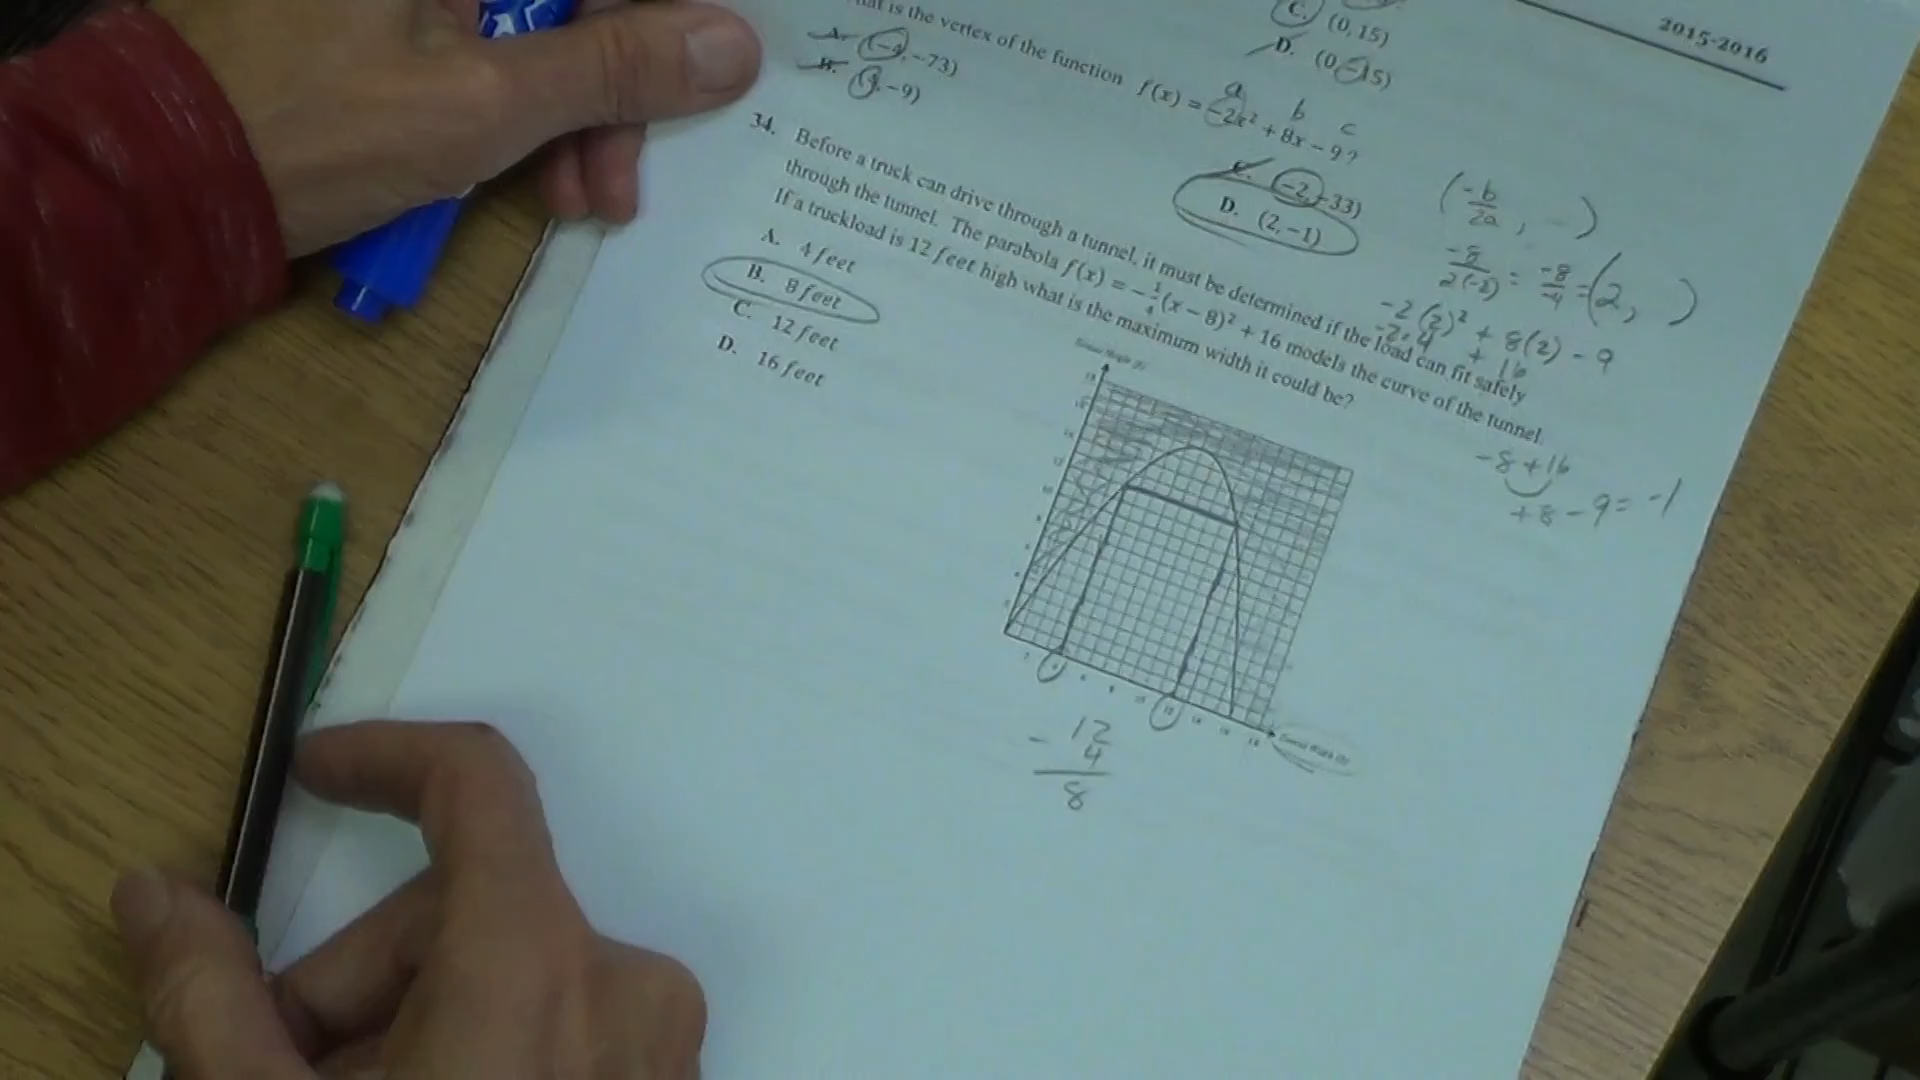 2015-2016
C. (0, 15)
D. (0, -15)
is the vertex of the function f(x) = -2x² + 8x - 9?
a b c
A. (-4, -73)
B. (, -9)
C. (-2, -33)
D. (2, -1)
(-b/2a, - )
-8/2(-2) = -8/-4 = (2, )
-2(2)² + 8(2) - 9
-2·4 + 16
-8 + 16
+8 - 9 = -1
34. Before a truck can drive through a tunnel, it must be determined if the load can fit safely
through the tunnel. The parabola f(x) = -1/4(x - 8)² + 16 models the curve of the tunnel.
If a truckload is 12 feet high what is the maximum width it could be?
A. 4 feet
B. 8 feet
C. 12 feet
D. 16 feet
12
- 4
8